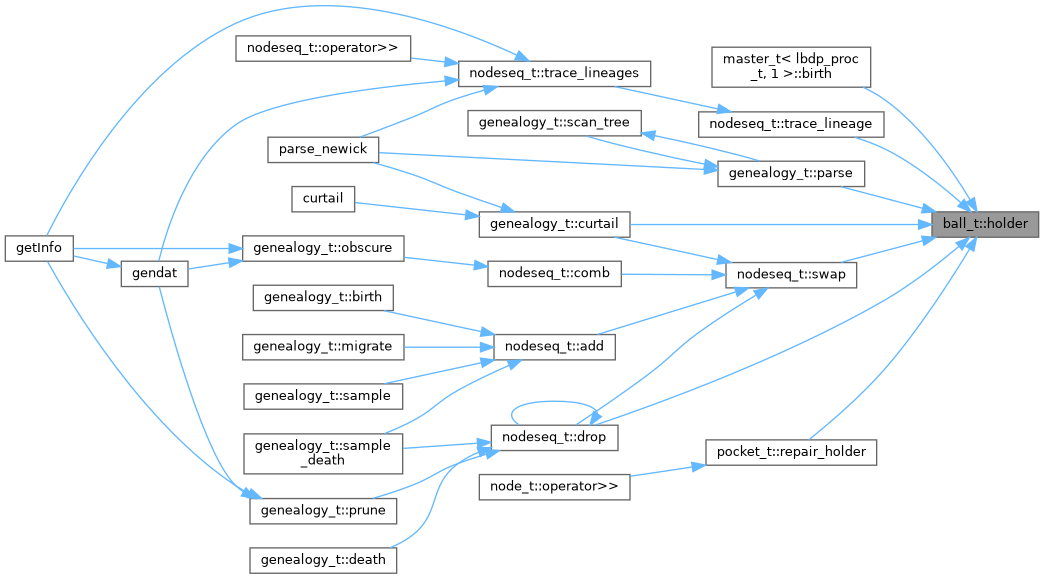 nodeseq_t::operator>>
nodeseq_t::trace_lineages
master_t< lbdp_proc
_t, 1 >::birth
genealogy_t::scan_tree
nodeseq_t::trace_lineage
parse_newick
genealogy_t::parse
curtail
genealogy_t::curtail
ball_t::holder
getInfo
genealogy_t::obscure
gendat
nodeseq_t::comb
nodeseq_t::swap
genealogy_t::birth
genealogy_t::migrate
nodeseq_t::add
genealogy_t::sample
genealogy_t::sample
_death
nodeseq_t::drop
pocket_t::repair_holder
node_t::operator>>
genealogy_t::prune
genealogy_t::death